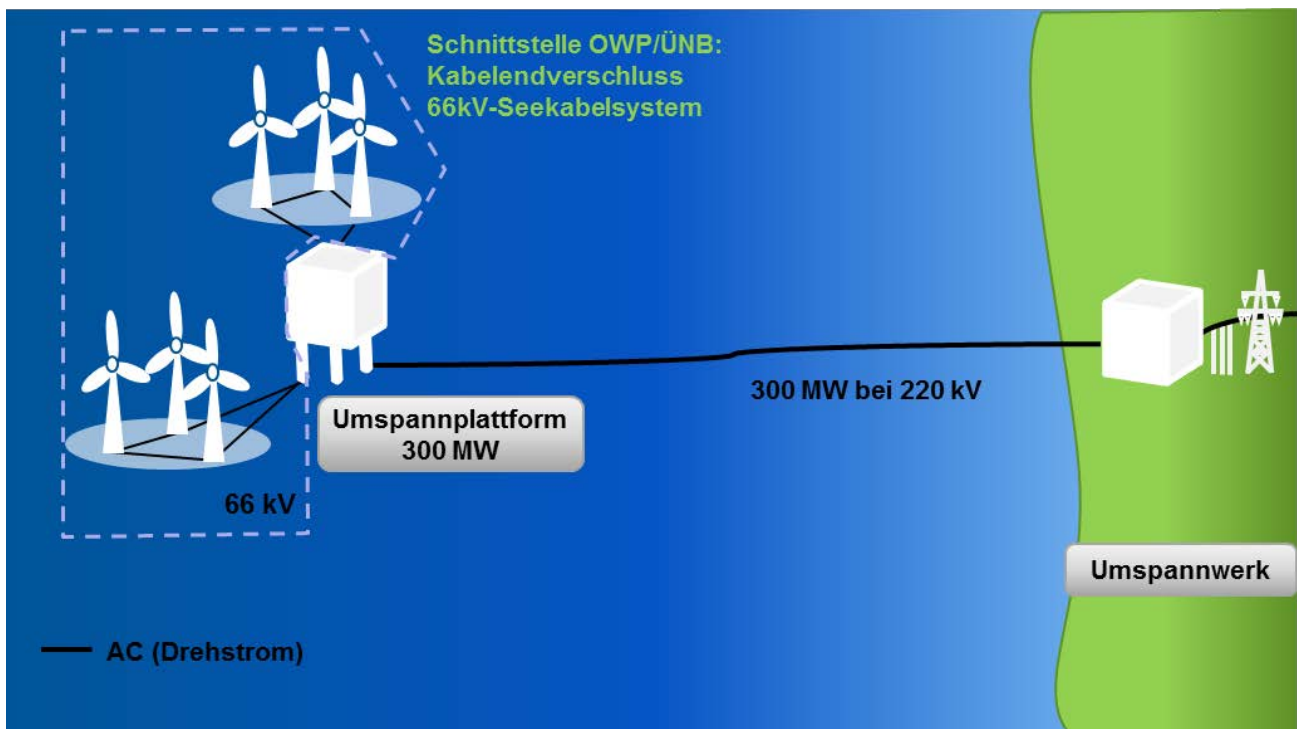 Schnittstelle OWP/ÜNB:
Kabelendverschluss
66kV-Seekabelsystem
300 MW bei 220 kV
Umspannplattform
300 MW
66 kV
Umspannwerk
AC (Drehstrom)